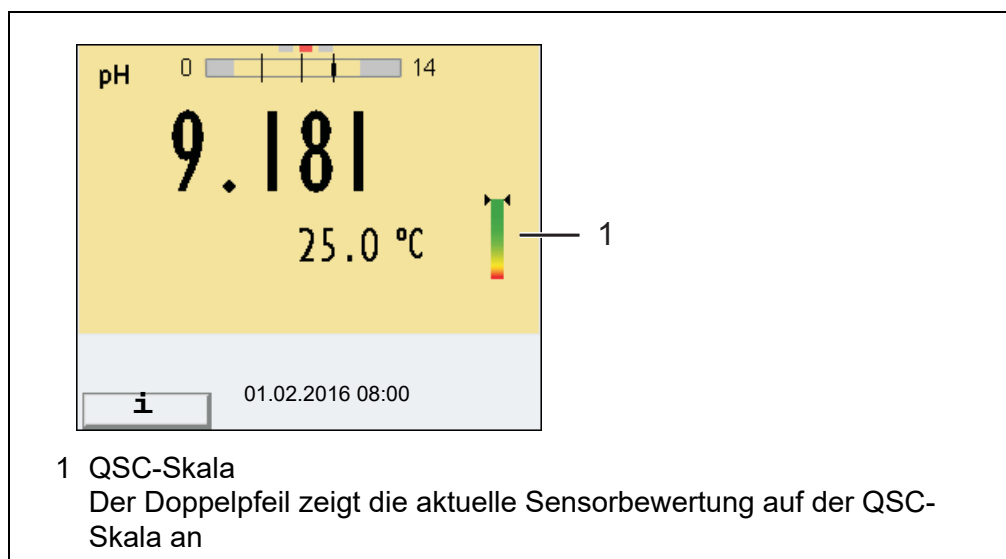 pH 0 14
9.181
25.0 °C
1
i 01.02.2016 08:00
1 QSC-Skala
Der Doppelpfeil zeigt die aktuelle Sensorbewertung auf der QSC-
Skala an